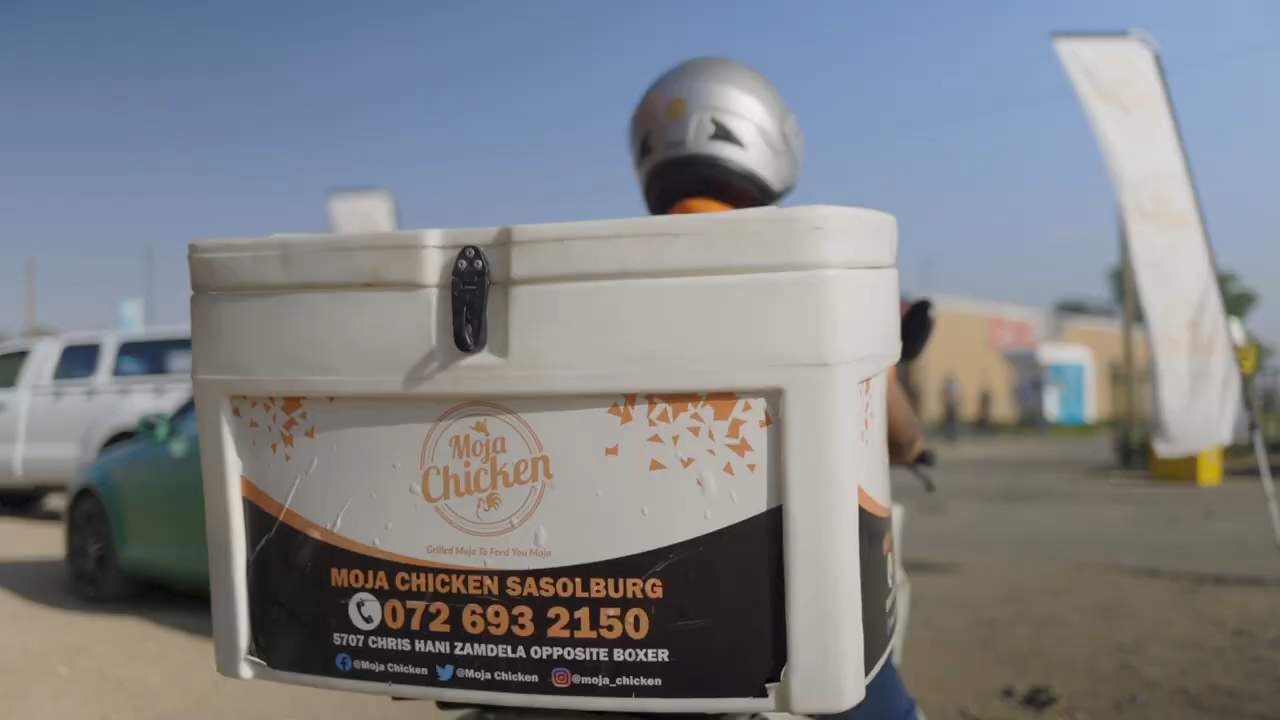 Moja
Chicken
Grilled Moja To Feed You Moja
MOJA CHICKEN SASOLBURG
072 693 2150
5707 CHRIS HANI ZAMDELA OPPOSITE BOXER
@Moja Chicken @Moja Chicken @moja_chicken